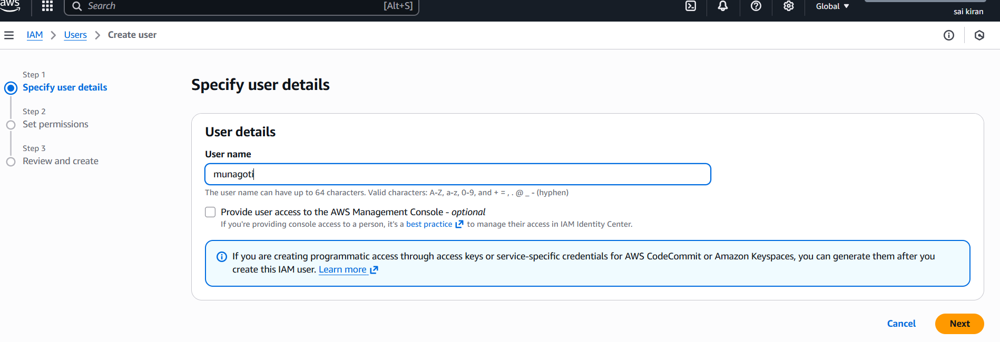 aws
Search [Alt+S]
Global
sai kiran
IAM > Users > Create user
Step 1
Specify user details
Step 2
Set permissions
Step 3
Review and create
Specify user details
User details
User name
munagoti
The user name can have up to 64 characters. Valid characters: A-Z, a-z, 0-9, and + = , . @ _ - (hyphen)
Provide user access to the AWS Management Console - optional
If you're providing console access to a person, it's a best practice to manage their access in IAM Identity Center.
If you are creating programmatic access through access keys or service-specific credentials for AWS CodeCommit or Amazon Keyspaces, you can generate them after you
create this IAM user. Learn more
Cancel Next